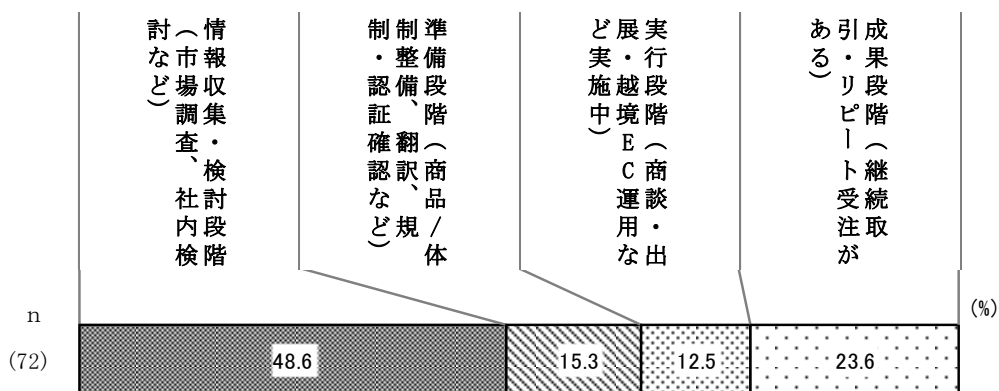 情報収集・検討段階
(市場調査、社内検
討など)
準備段階(商品/体
制整備、翻訳、規
制・認証確認など)
実行段階(商談・出
展・越境EC運用な
ど実施中)
成果段階(継続取
引・リピート受注が
ある)
(%)
n
(72)
48.6
15.3
12.5
23.6